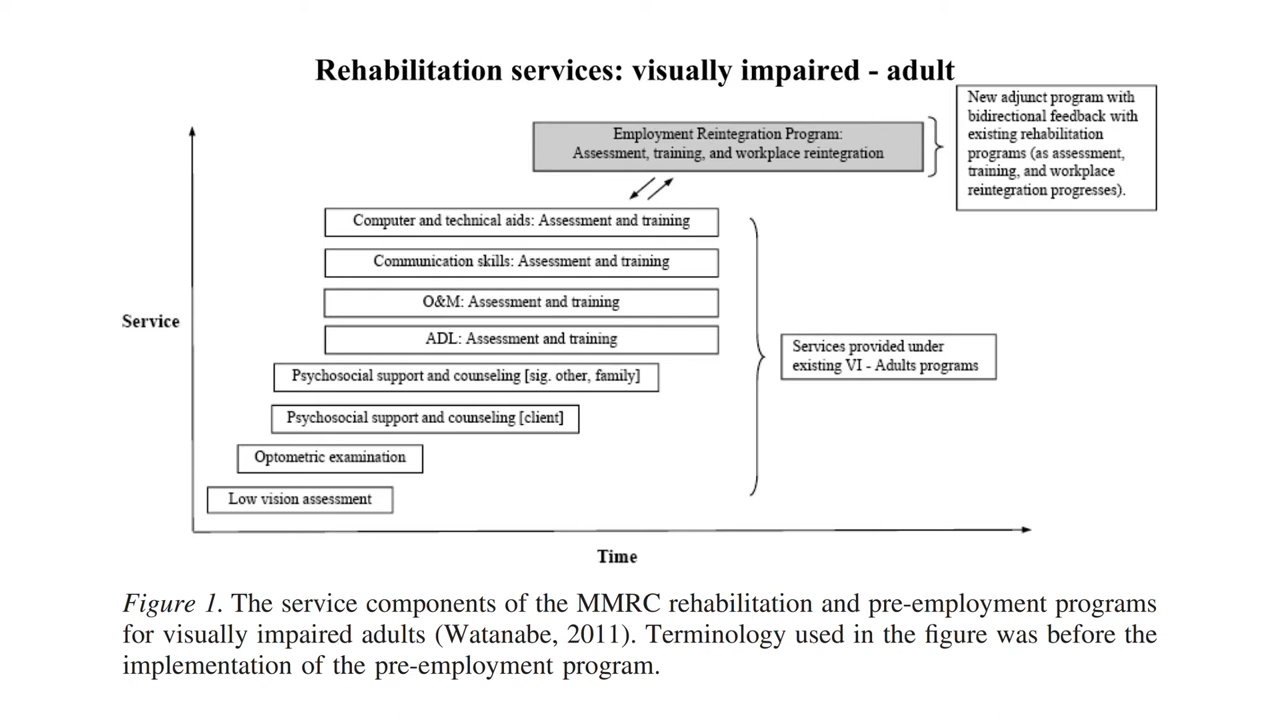 Rehabilitation services: visually impaired - adult
New adjunct program with
bidirectional feedback with
existing rehabilitation
programs (as assessment,
training, and workplace
reintegration progresses).
Employment Reintegration Program:
Assessment, training, and workplace reintegration
Computer and technical aids: Assessment and training
Communication skills: Assessment and training
O&M: Assessment and training
Service
ADL: Assessment and training
Services provided under
existing VI - Adults programs
Psychosocial support and counseling [sig. other, family]
Psychosocial support and counseling [client]
Optometric examination
Low vision assessment
Time
Figure 1. The service components of the MMRC rehabilitation and pre-employment programs
for visually impaired adults (Watanabe, 2011). Terminology used in the figure was before the
implementation of the pre-employment program.